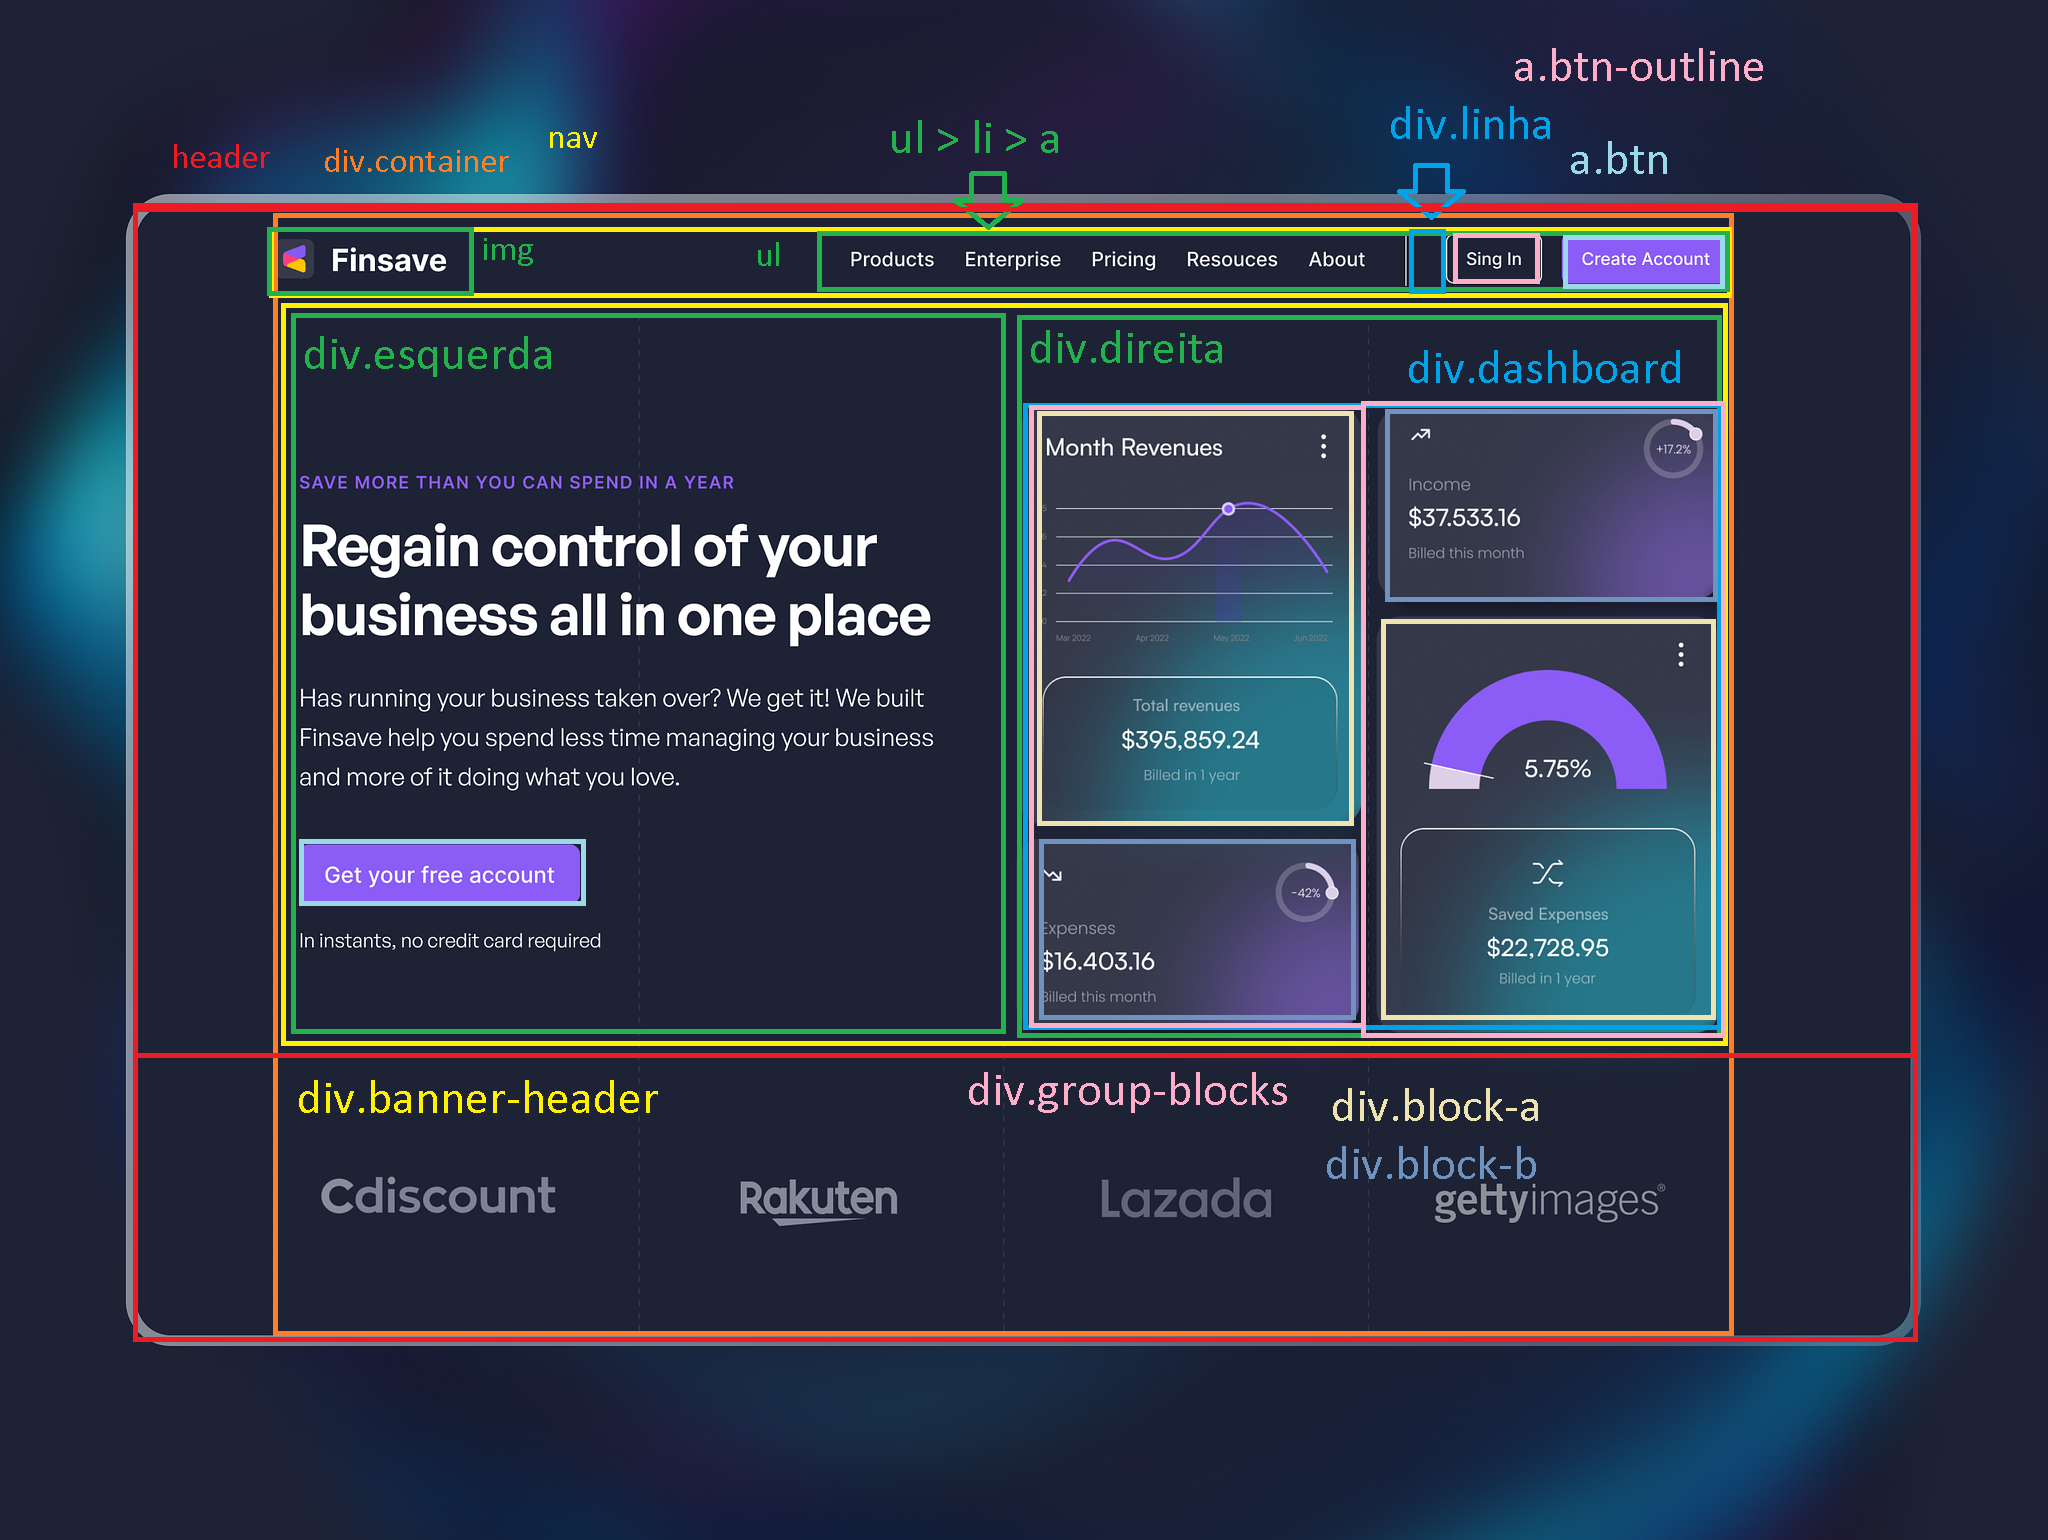 a.btn-outline
div.linha
a.btn
ul > li > a
nav
header
div.container
Finsave
img
ul
Products
Enterprise
Pricing
Resouces
About
Sing In
Create Account
div.esquerda
SAVE MORE THAN YOU CAN SPEND IN A YEAR
Regain control of your
business all in one place
Has running your business taken over? We get it! We built
Finsave help you spend less time managing your business
and more of it doing what you love.
Get your free account
In instants, no credit card required
div.direita
div.dashboard
Month Revenues
6
4
2
0
Mar 2022
Apr 2022
May 2022
Jun 2022
Total revenues
$395,859.24
Billed in 1 year
-42%
Expenses
$16.403.16
Billed this month
+17.2%
Income
$37.533.16
Billed this month
5.75%
Saved Expenses
$22,728.95
Billed in 1 year
div.banner-header
div.group-blocks
div.block-a
div.block-b
Cdiscount
Rakuten
Lazada
gettyimages®